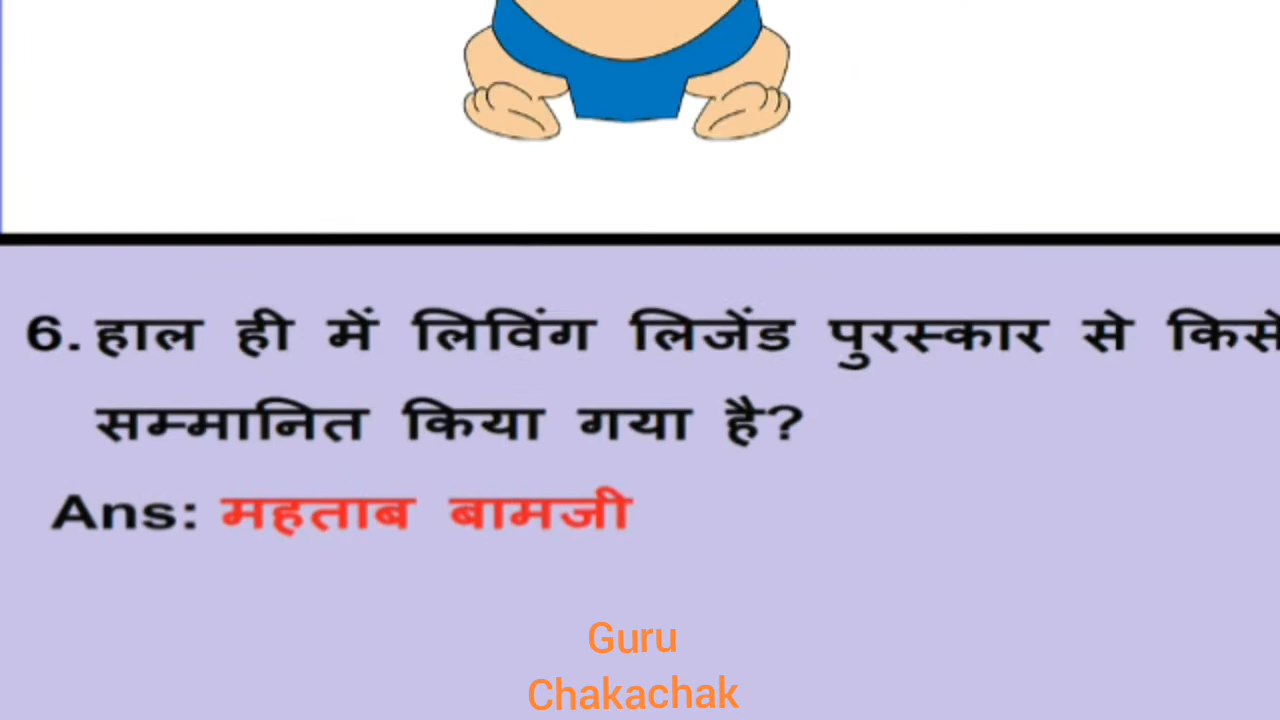 6. हाल ही में लिविंग लिजेंड पुरस्कार से किसे
सम्मानित किया गया है?
Ans: महताब बामजी
Guru
Chakachak